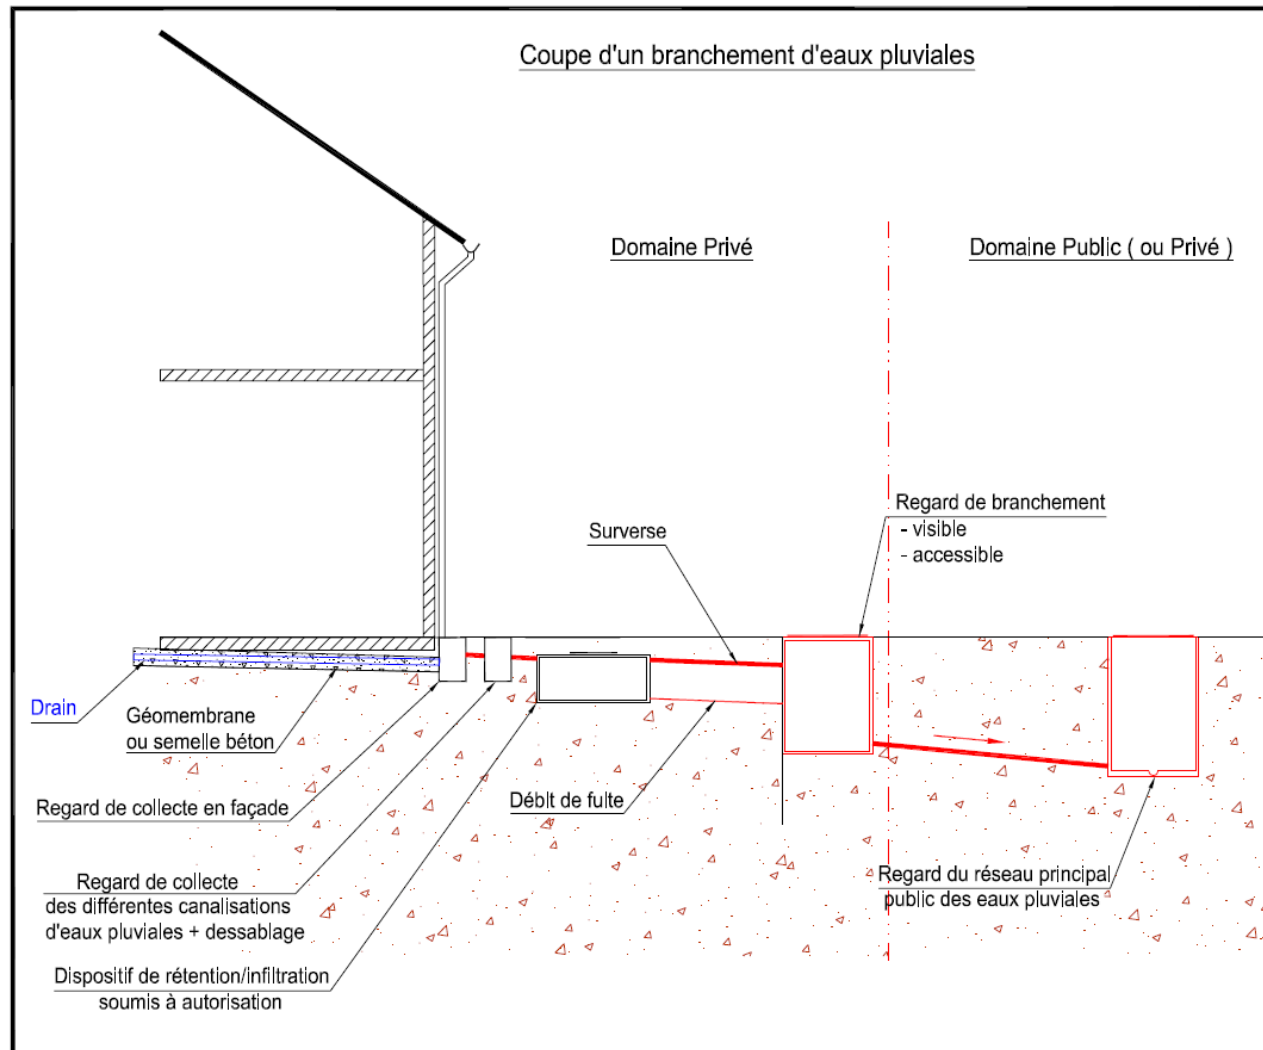 Coupe d'un branchement d'eaux pluviales
Domaine Privé
Domaine Public ( ou Privé )
Regard de branchement
- visible
- accessible
Surverse
Drain
Géomembrane
ou semelle béton
Débit de fuite
Regard de collecte en façade
Regard de collecte
des différentes canalisations
d'eaux pluviales + dessablage
Regard du réseau principal
public des eaux pluviales
Dispositif de rétention/infiltration
soumis à autorisation